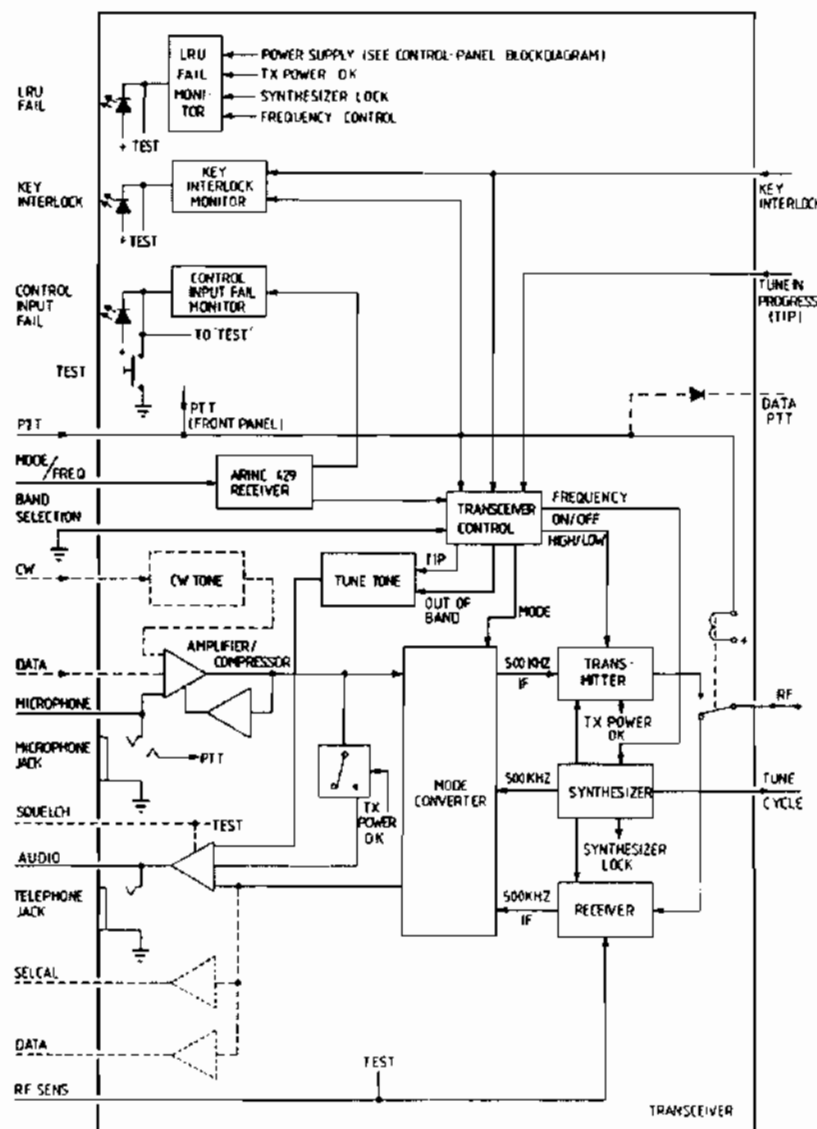 LRU
FAIL
MONI-
TOR
POWER SUPPLY (SEE CONTROL-PANEL BLOCKDIAGRAM)
TX POWER OK
SYNTHESIZER LOCK
FREQUENCY CONTROL
LRU
FAIL
+ TEST
KEY
INTERLOCK
KEY
INTERLOCK
MONITOR
KEY
INTERLOCK
+ TEST
CONTROL
INPUT
FAIL
CONTROL
INPUT FAIL
MONITOR
TUNE IN
PROGRESS
(TIP)
+
TO 'TEST'
TEST
PTT
(FRONT PANEL)
DATA
PTT
PTT
MODE/FREQ
ARINC 429
RECEIVER
BAND
SELECTION
TRANSCEIVER
CONTROL
FREQUENCY
ON/OFF
HIGH/LOW
TIP
TUNE TONE
OUT OF
BAND
MODE
CW
CW TONE
AMPLIFIER/
COMPRESSOR
DATA
MICROPHONE
500KHZ
IF
TRANS-
MITTER
+
RF
TX POWER
OK
MICROPHONE
JACK
PTT
TX
POWER
OK
MODE
CONVERTER
500KHZ
SYNTHESIZER
TUNE
CYCLE
SQUELCH
TEST
SYNTHESIZER
LOCK
AUDIO
TELEPHONE
JACK
500KHZ
IF
RECEIVER
SELCAL
DATA
TEST
RF SENS
TRANSCEIVER